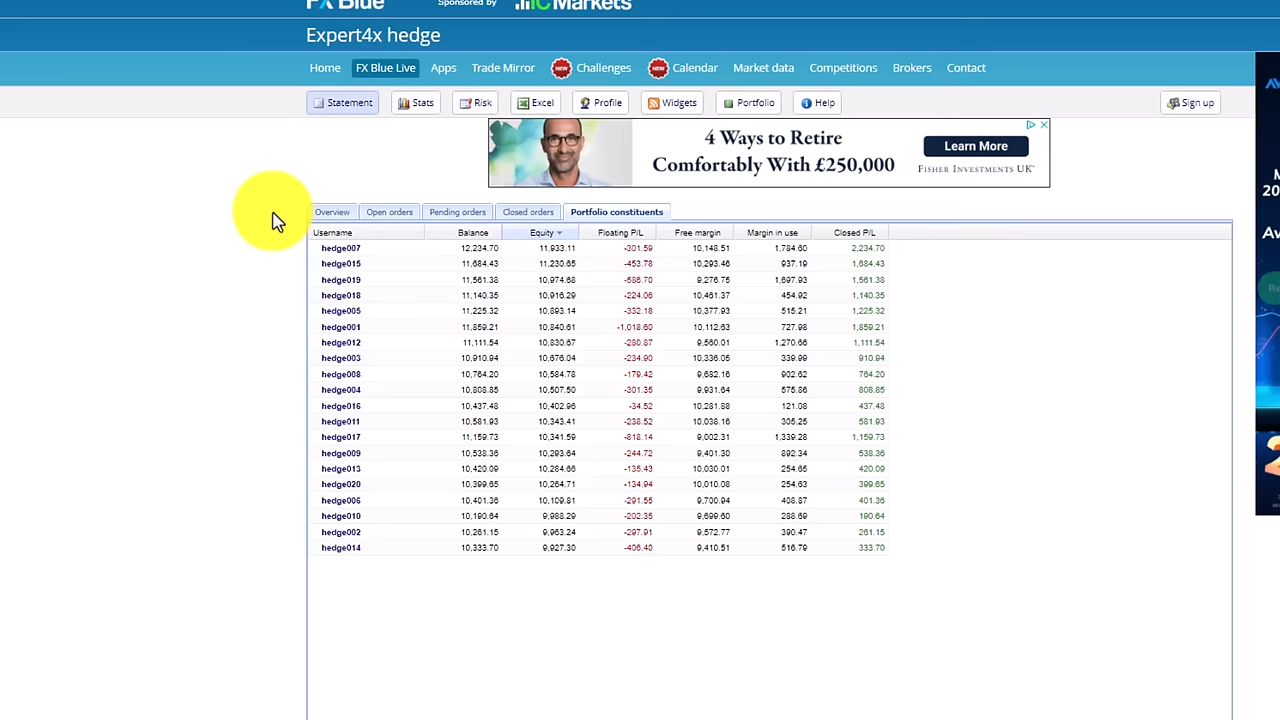 FX Blue Sponsored by IC Markets
Expert4x hedge
Home FX Blue Live Apps Trade Mirror NEW Challenges NEW Calendar Market data Competitions Brokers Contact
Statement Stats Risk Excel Profile Widgets Portfolio Help Sign up
4 Ways to Retire
Comfortably With £250,000
Learn More
FISHER INVESTMENTS UK
Overview Open orders Pending orders Closed orders Portfolio constituents
Username Balance Equity Floating P/L Free margin Margin in use Closed P/L
hedge007 12,234.70 11,933.11 -301.59 10,148.51 1,784.60 2,234.70
hedge015 11,684.43 11,230.65 -453.78 10,293.46 937.19 1,684.43
hedge019 11,561.38 10,974.68 -586.70 9,276.75 1,697.93 1,561.38
hedge018 11,140.35 10,916.29 -224.06 10,461.37 454.92 1,140.35
hedge005 11,225.32 10,893.14 -332.18 10,377.93 515.21 1,225.32
hedge001 11,859.21 10,840.61 -1,018.60 10,112.63 727.98 1,859.21
hedge012 11,111.54 10,830.67 -280.87 9,560.01 1,270.66 1,111.54
hedge003 10,910.94 10,676.04 -234.90 10,336.05 339.99 910.94
hedge008 10,764.20 10,584.78 -179.42 9,682.16 902.62 764.20
hedge004 10,808.85 10,507.50 -301.35 9,931.64 575.86 808.85
hedge016 10,437.48 10,402.96 -34.52 10,281.88 121.08 437.48
hedge011 10,581.93 10,343.41 -238.52 10,038.16 305.25 581.93
hedge017 11,159.73 10,341.59 -818.14 9,002.31 1,339.28 1,159.73
hedge009 10,538.36 10,293.64 -244.72 9,401.30 892.34 538.36
hedge013 10,420.09 10,284.66 -135.43 10,030.01 254.65 420.09
hedge020 10,399.65 10,264.71 -134.94 10,010.08 254.63 399.65
hedge006 10,401.36 10,109.81 -291.55 9,700.94 408.87 401.36
hedge010 10,190.64 9,988.29 -202.35 9,699.60 288.69 190.64
hedge002 10,261.15 9,963.24 -297.91 9,572.77 390.47 261.15
hedge014 10,333.70 9,927.30 -406.40 9,410.51 516.79 333.70